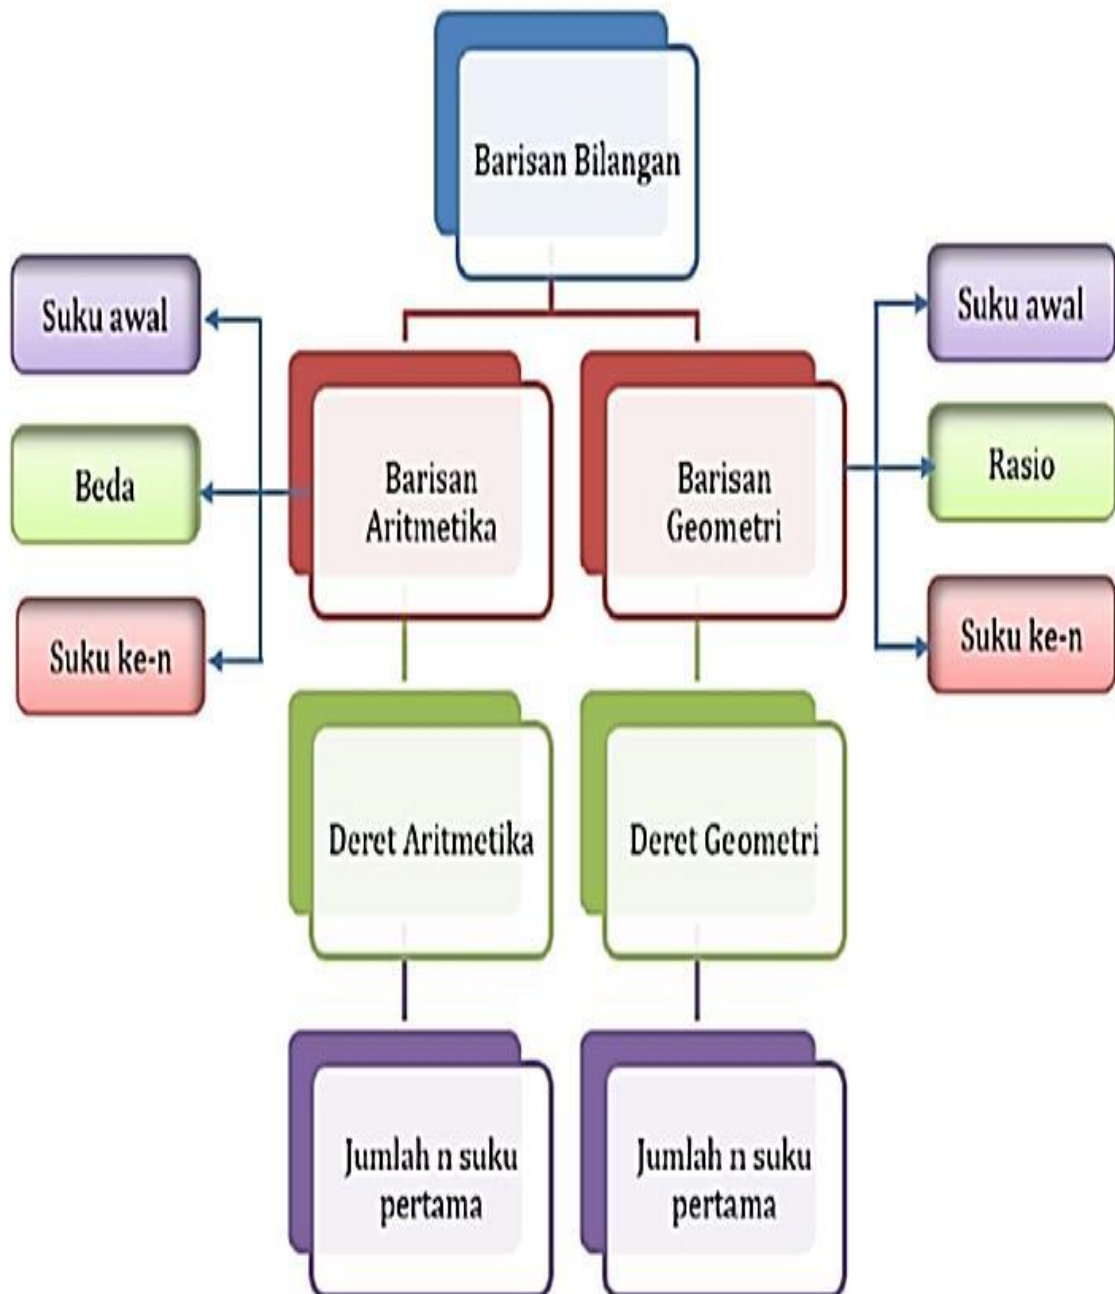 Barisan Bilangan
Suku awal
Beda
Suku ke-n
Barisan
Aritmetika
Barisan
Geometri
Suku awal
Rasio
Suku ke-n
Deret Aritmetika
Deret Geometri
Jumlah n suku
pertama
Jumlah n suku
pertama